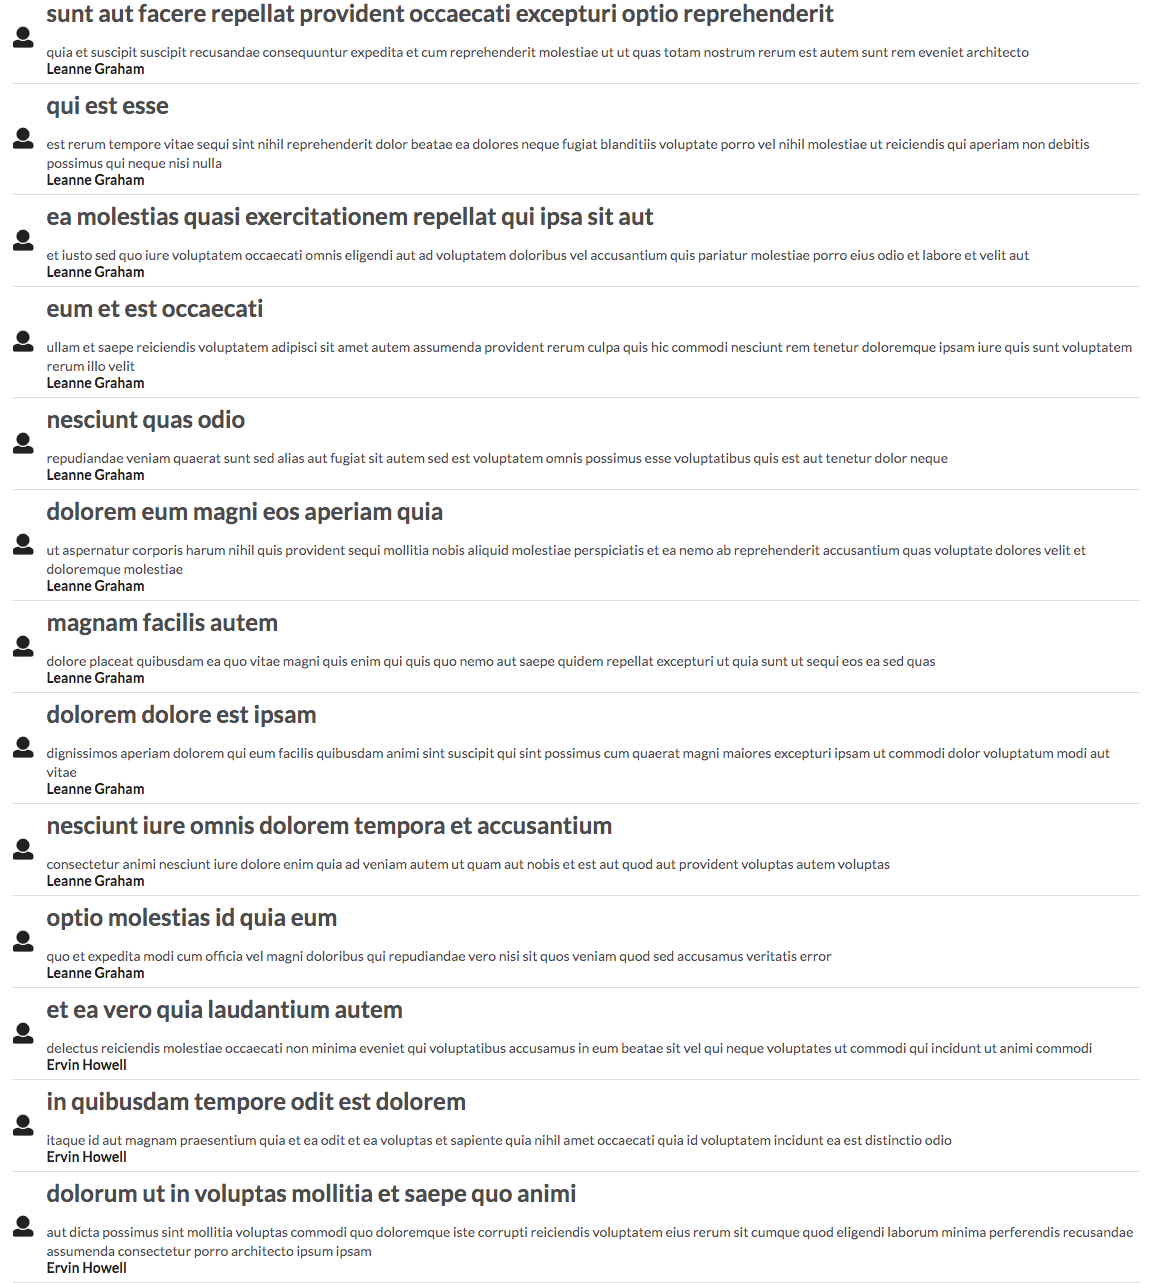 sunt aut facere repellat provident occaecati excepturi optio reprehenderit
quia et suscipit suscipit recusandae consequuntur expedita et cum reprehenderit molestiae ut ut quas totam nostrum rerum est autem sunt rem eveniet architecto
Leanne Graham
qui est esse
est rerum tempore vitae sequi sint nihil reprehenderit dolor beatae ea dolores neque fugiat blanditiis voluptate porro vel nihil molestiae ut reiciendis qui aperiam non debitis
possimus qui neque nisi nulla
Leanne Graham
ea molestias quasi exercitationem repellat qui ipsa sit aut
et iusto sed quo iure voluptatem occaecati omnis eligendi aut ad voluptatem doloribus vel accusantium quis pariatur molestiae porro eius odio et labore et velit aut
Leanne Graham
eum et est occaecati
ullam et saepe reiciendis voluptatem adipisci sit amet autem assumenda provident rerum culpa quis hic commodi nesciunt rem tenetur doloremque ipsam iure quis sunt voluptatem
rerum illo velit
Leanne Graham
nesciunt quas odio
repudiandae veniam quaerat sunt sed alias aut fugiat sit autem sed est voluptatem omnis possimus esse voluptatibus quis est aut tenetur dolor neque
Leanne Graham
dolorem eum magni eos aperiam quia
ut aspernatur corporis harum nihil quis provident sequi mollitia nobis aliquid molestiae perspiciatis et ea nemo ab reprehenderit accusantium quas voluptate dolores velit et
doloremque molestiae
Leanne Graham
magnam facilis autem
dolore placeat quibusdam ea quo vitae magni quis enim qui quis quo nemo aut saepe quidem repellat excepturi ut quia sunt ut sequi eos ea sed quas
Leanne Graham
dolorem dolore est ipsam
dignissimos aperiam dolorem qui eum facilis quibusdam animi sint suscipit qui sint possimus cum quaerat magni maiores excepturi ipsam ut commodi dolor voluptatum modi aut
vitae
Leanne Graham
nesciunt iure omnis dolorem tempora et accusantium
consectetur animi nesciunt iure dolore enim quia ad veniam autem ut quam aut nobis et est aut quod aut provident voluptas autem voluptas
Leanne Graham
optio molestias id quia eum
quo et expedita modi cum officia vel magni doloribus qui repudiandae vero nisi sit quos veniam quod sed accusamus veritatis error
Leanne Graham
et ea vero quia laudantium autem
delectus reiciendis molestiae occaecati non minima eveniet qui voluptatibus accusamus in eum beatae sit vel qui neque voluptates ut commodi qui incidunt ut animi commodi
Ervin Howell
in quibusdam tempore odit est dolorem
itaque id aut magnam praesentium quia et ea odit et ea voluptas et sapiente quia nihil amet occaecati quia id voluptatem incidunt ea est distinctio odio
Ervin Howell
dolorum ut in voluptas mollitia et saepe quo animi
aut dicta possimus sint mollitia voluptas commodi quo doloremque iste corrupti reiciendis voluptatem eius rerum sit cumque quod eligendi laborum minima perferendis recusandae
assumenda consectetur porro architecto ipsum ipsam
Ervin Howell